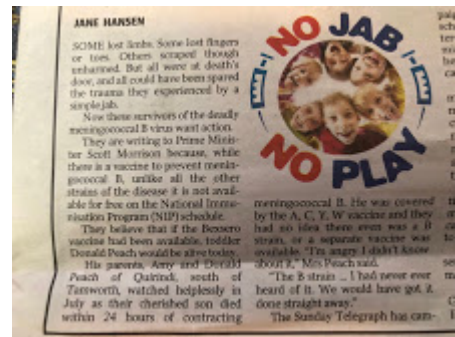 JANE HANSEN
SOME lost limbs. Some lost fingers
or toes. Others scraped though
unharmed. But all were at death's
door, and all could have been spared
the trauma they experienced by a
simple jab.
Now these survivors of the deadly
meningococcal B virus want action.
They are writing to Prime Minis-
ter Scott Morrison because, while
there is a vaccine to prevent menin-
gococcal B, unlike all the other
strains of the disease it is not avail-
able for free on the National Immu-
nisation Program (NIP) schedule.
They believe that if the Bexsero
vaccine had been available, toddler
Donald Peach would be alive today.
His parents, Amy and Donald
Peach of Quirindi, south of
Tamworth, watched helplessly in
July as their cherished son died
within 24 hours of contracting
NO JAB
NO PLAY
meningococcal B. He was covered
by the A, C, Y, W vaccine and they
had no idea there even was a B
strain, or a separate vaccine was
available. "I'm angry I didn't know
about it," Mrs Peach said.
"The B strain ... I had never ever
heard of it. We would have got it
done straight away."
The Sunday Telegraph has cam-